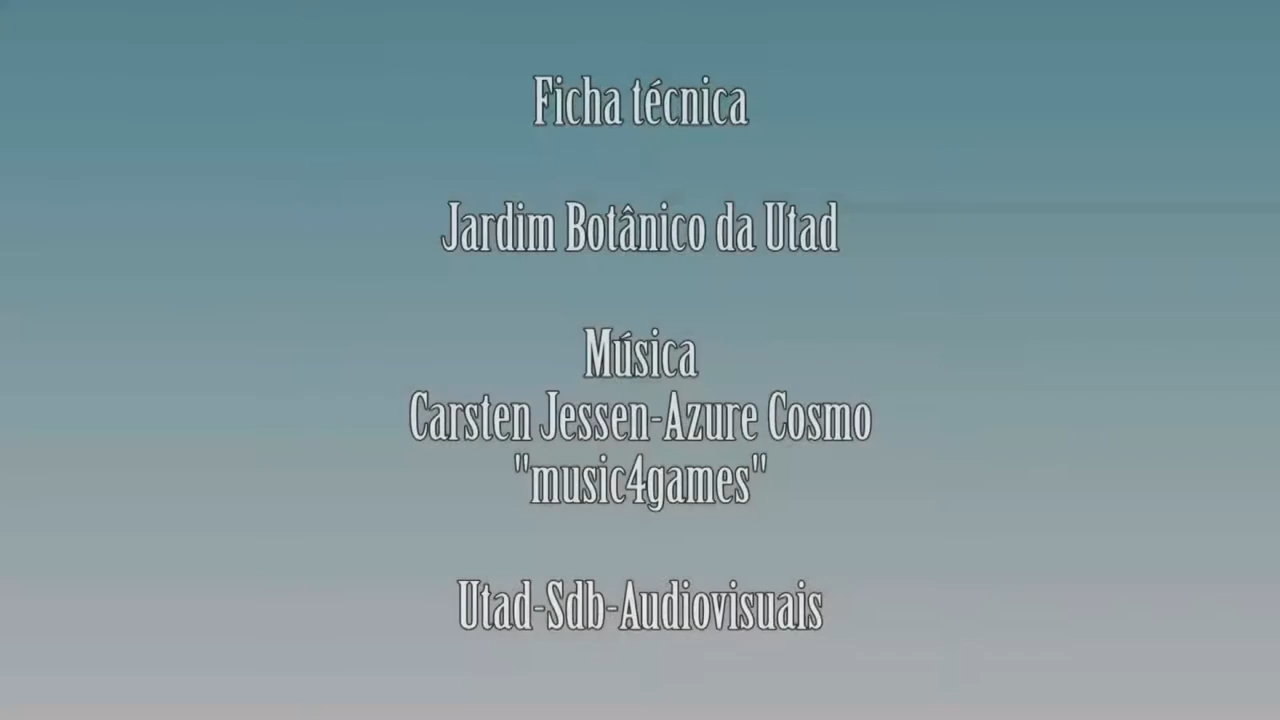 Ficha técnica
Jardim Botânico da Utad
Música
Carsten Jessen-Azure Cosmo
"music4games"
Utad-Sdb-Audiovisuais